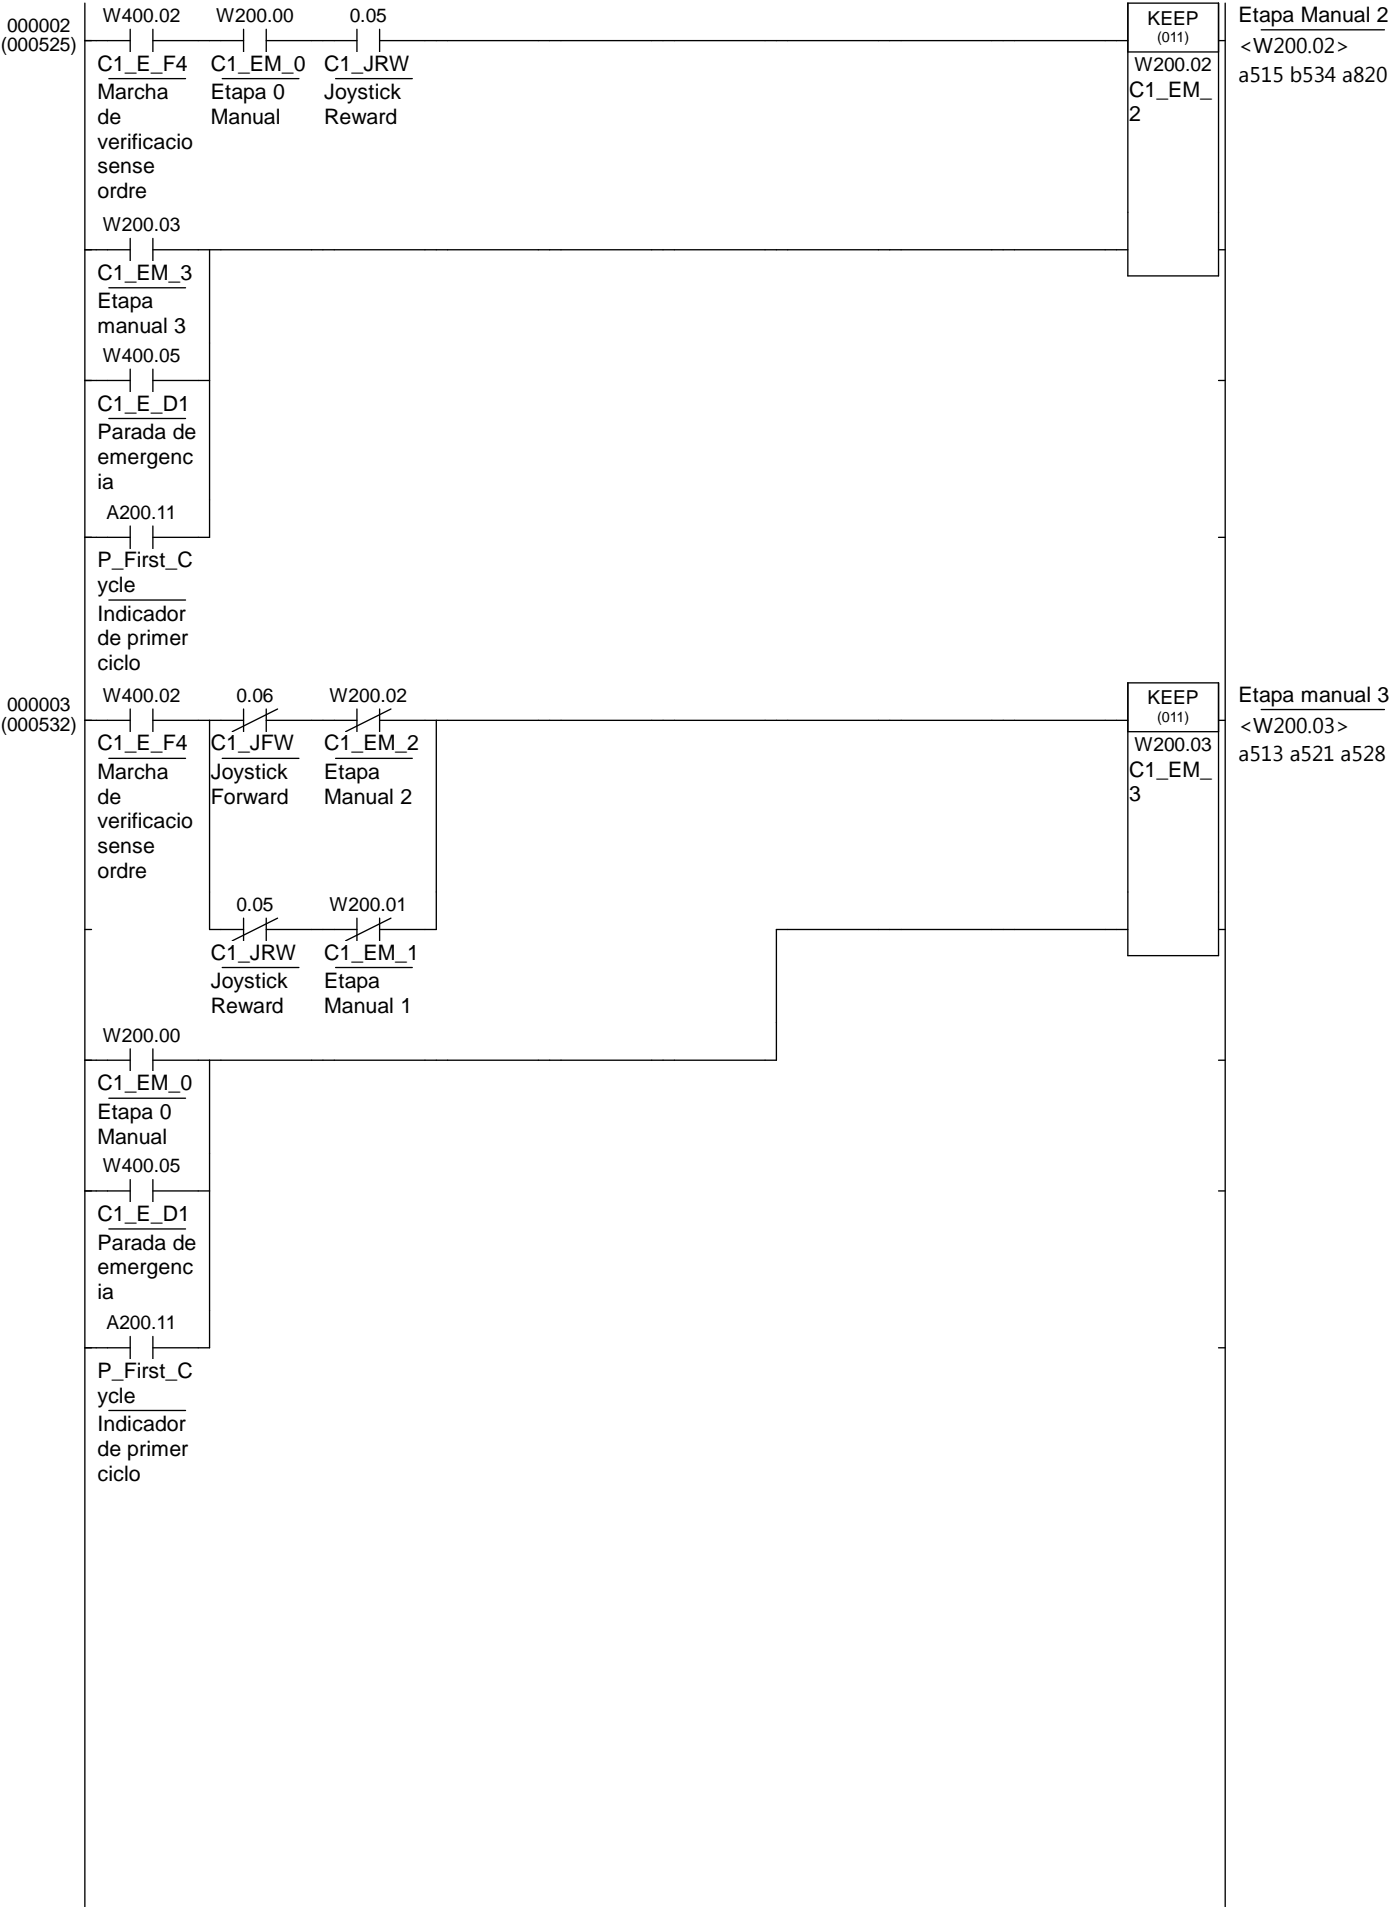 W400.02 W200.00 0.05 KEEP Etapa Manual 2
000002 (011) <W200.02>
(000525) C1_E_F4 C1_EM_0 C1_JRW W200.02 a515 b534 a820
Marcha Etapa 0 Joystick C1_EM_
de Manual Reward 2
verificacio
sense
ordre
W200.03
C1_EM_3
Etapa
manual 3
W400.05
C1_E_D1
Parada de
emergenc
ia
A200.11
P_First_C
ycle
Indicador
de primer
ciclo
W400.02 0.06 W200.02 KEEP Etapa manual 3
000003 (011) <W200.03>
(000532) C1_E_F4 C1_JFW C1_EM_2 W200.03 a513 a521 a528
Marcha Joystick Etapa C1_EM_
de Forward Manual 2 3
verificacio
sense
ordre
0.05 W200.01
C1_JRW C1_EM_1
Joystick Etapa
Reward Manual 1
W200.00
C1_EM_0
Etapa 0
Manual
W400.05
C1_E_D1
Parada de
emergenc
ia
A200.11
P_First_C
ycle
Indicador
de primer
ciclo